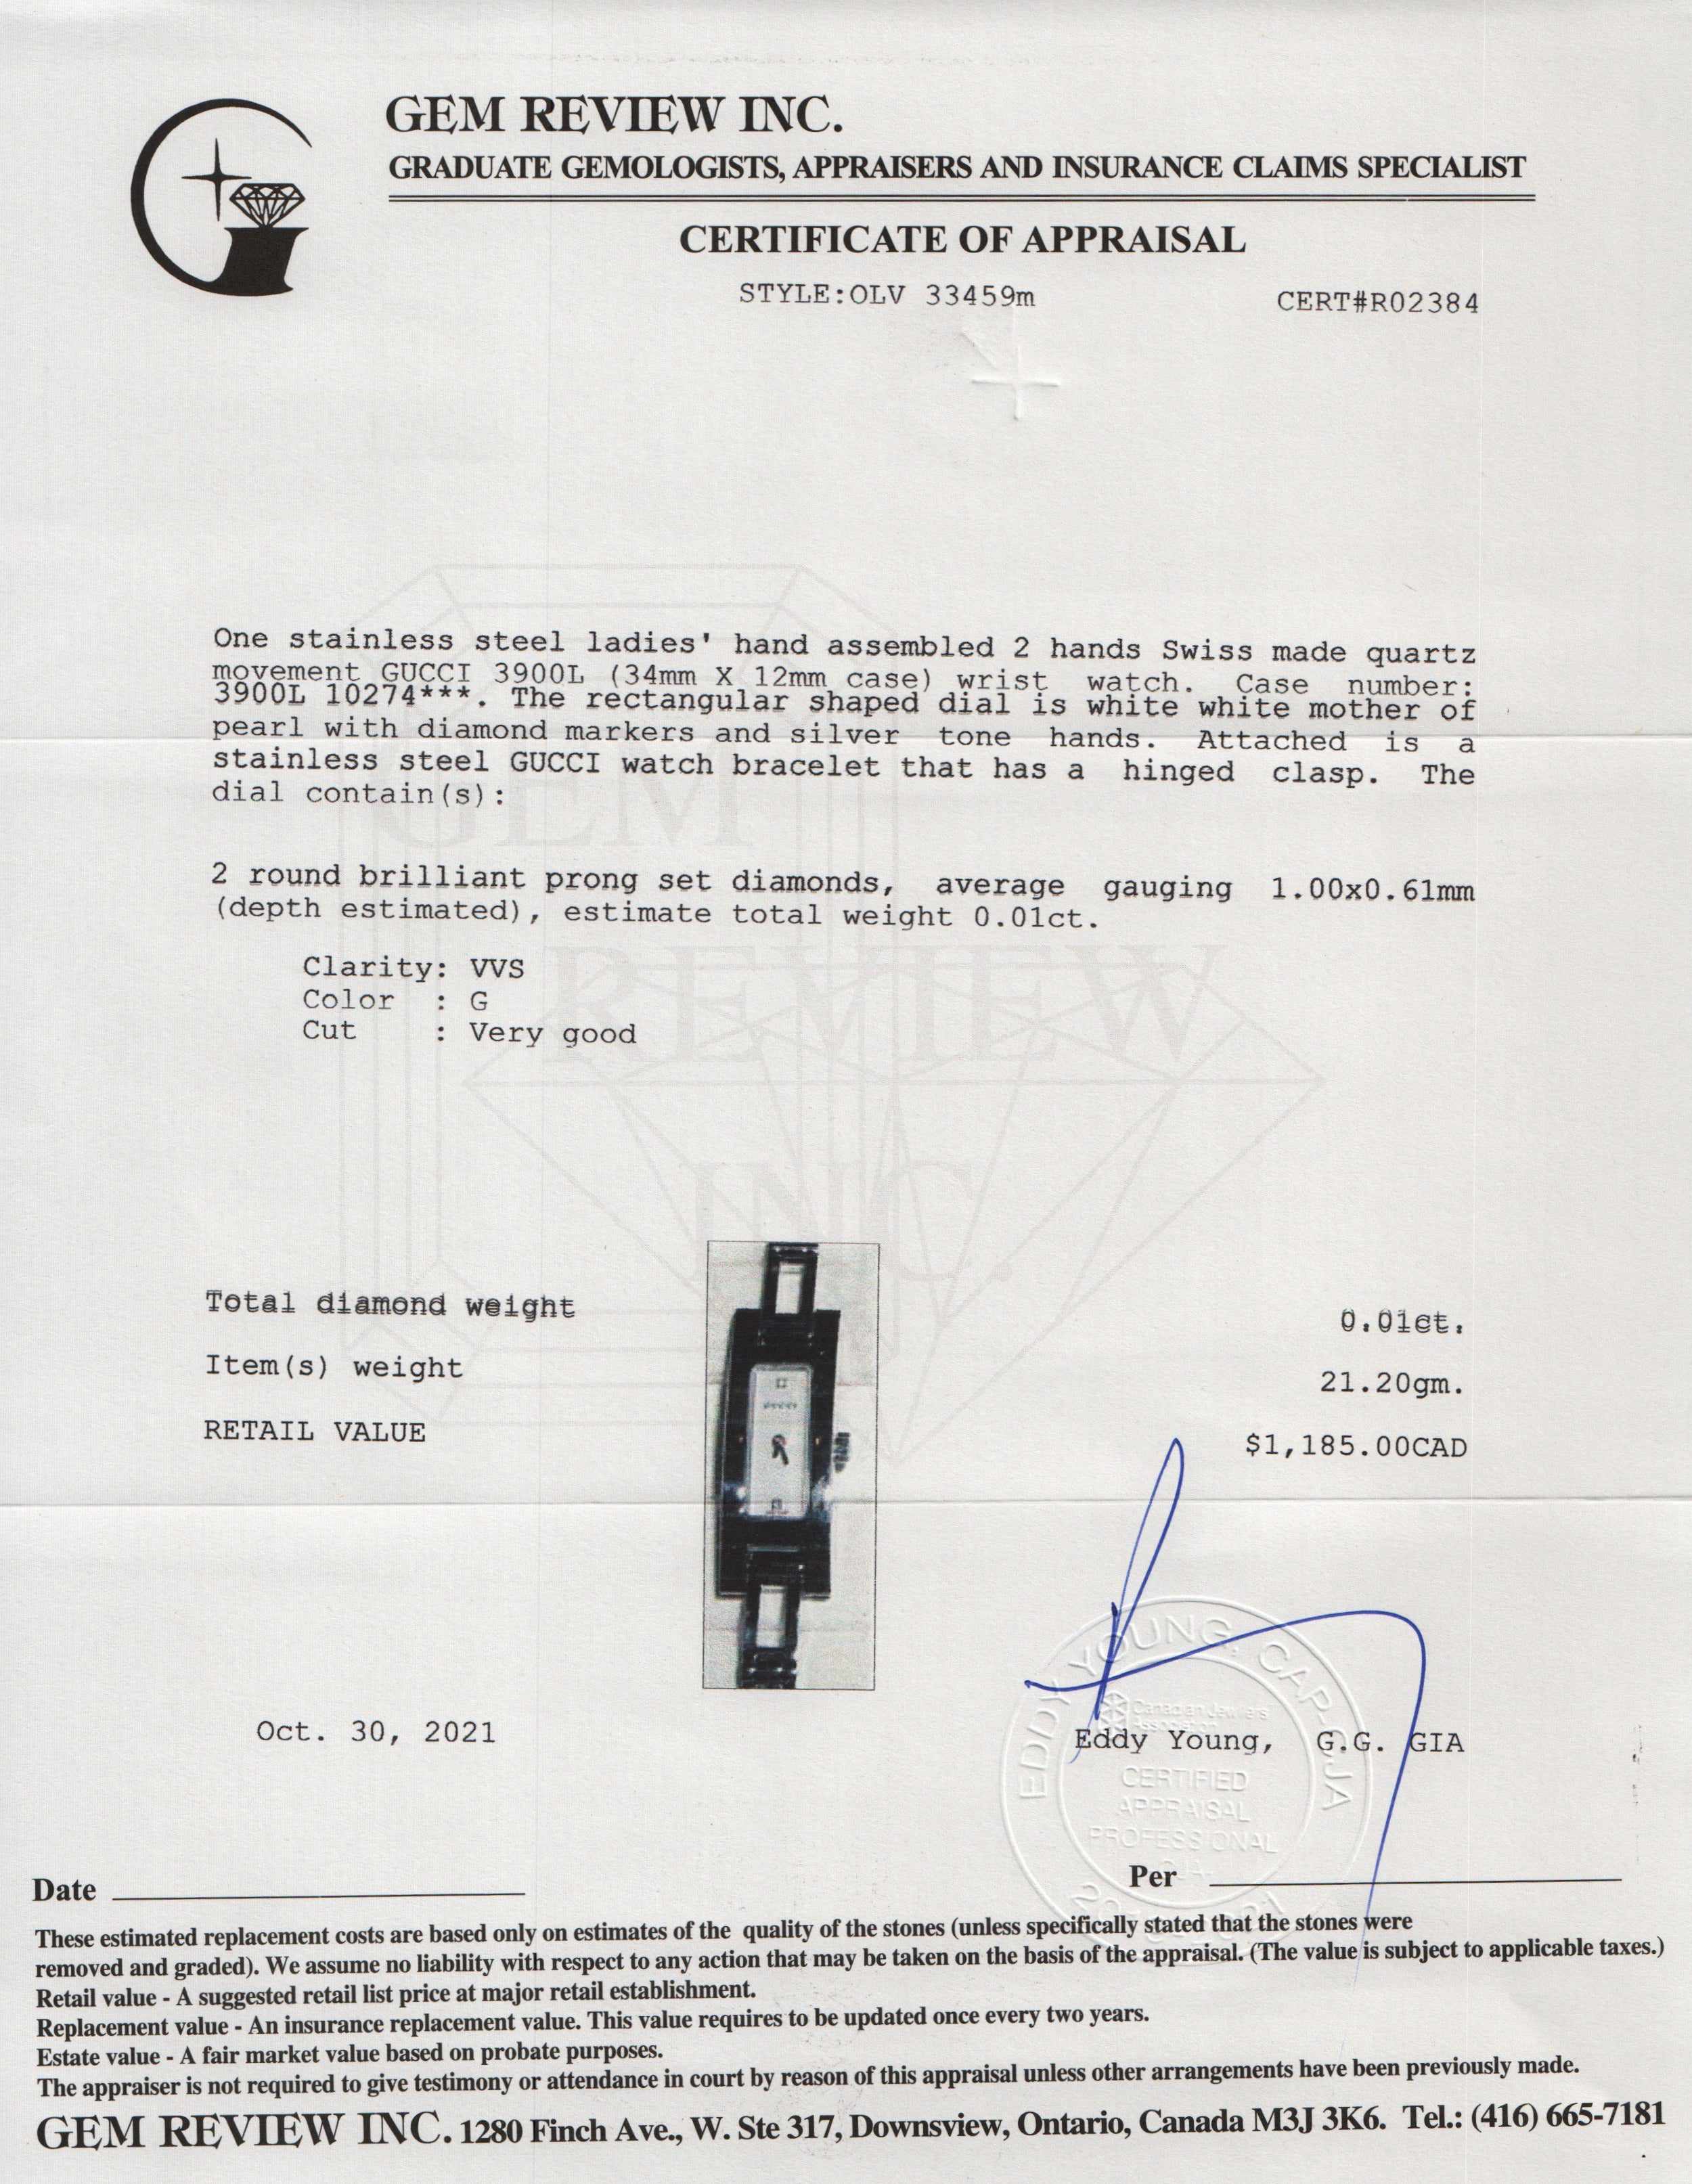 GEM REVIEW INC.
GRADUATE GEMOLOGISTS, APPRAISERS AND INSURANCE CLAIMS SPECIALIST
CERTIFICATE OF APPRAISAL
STYLE:OLV 33459m
CERT#R02384
One stainless steel ladies' hand assembled 2 hands Swiss made quartz
movement GUCCI 3900L (34mm X 12mm case) wrist watch. Case number:
3900L 10274***. The rectangular shaped dial is white white mother of
pearl with diamond markers and silver tone hands. Attached is a
stainless steel GUCCI watch bracelet that has a hinged clasp. The
dial contain(s):
GEM
2 round brilliant prong set diamonds, average gauging 1.00x0.61mm
(depth estimated), estimate total weight 0.01ct.
Clarity: VVS
Color : G
Cut : Very good
REVIEW
INC.
Total diamond weight 0.01ct.
Item(s) weight 21.20gm.
RETAIL VALUE $1,185.00CAD
GUCCI
EDDY YOUNG, CAP-CJA
Canadian Jewellers
Association
Oct. 30, 2021
Eddy Young, G.G. GIA
CERTIFIED
APPRAISAL
PROFESSIONAL
Date
Per
These estimated replacement costs are based only on estimates of the quality of the stones (unless specifically stated that the stones were
removed and graded). We assume no liability with respect to any action that may be taken on the basis of the appraisal. (The value is subject to applicable taxes.)
Retail value - A suggested retail list price at major retail establishment.
Replacement value - An insurance replacement value. This value requires to be updated once every two years.
Estate value - A fair market value based on probate purposes.
The appraiser is not required to give testimony or attendance in court by reason of this appraisal unless other arrangements have been previously made.
GEM REVIEW INC. 1280 Finch Ave., W. Ste 317, Downsview, Ontario, Canada M3J 3K6. Tel.: (416) 665-7181